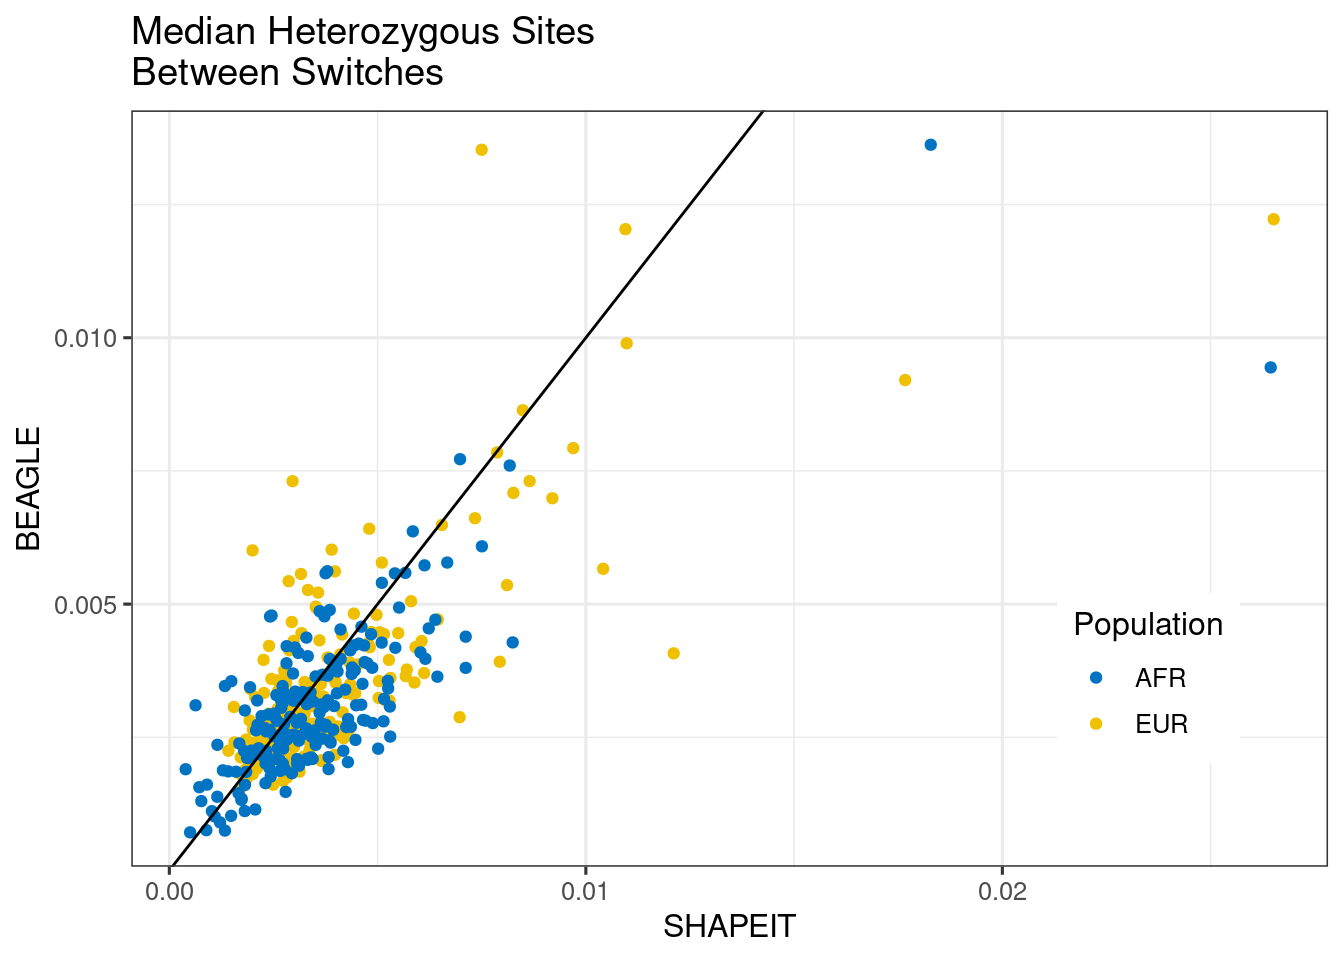 Median Heterozygous Sites
Between Switches
BEAGLE
0.010
0.005
0.00
0.01
0.02
SHAPEIT
Population
AFR
EUR